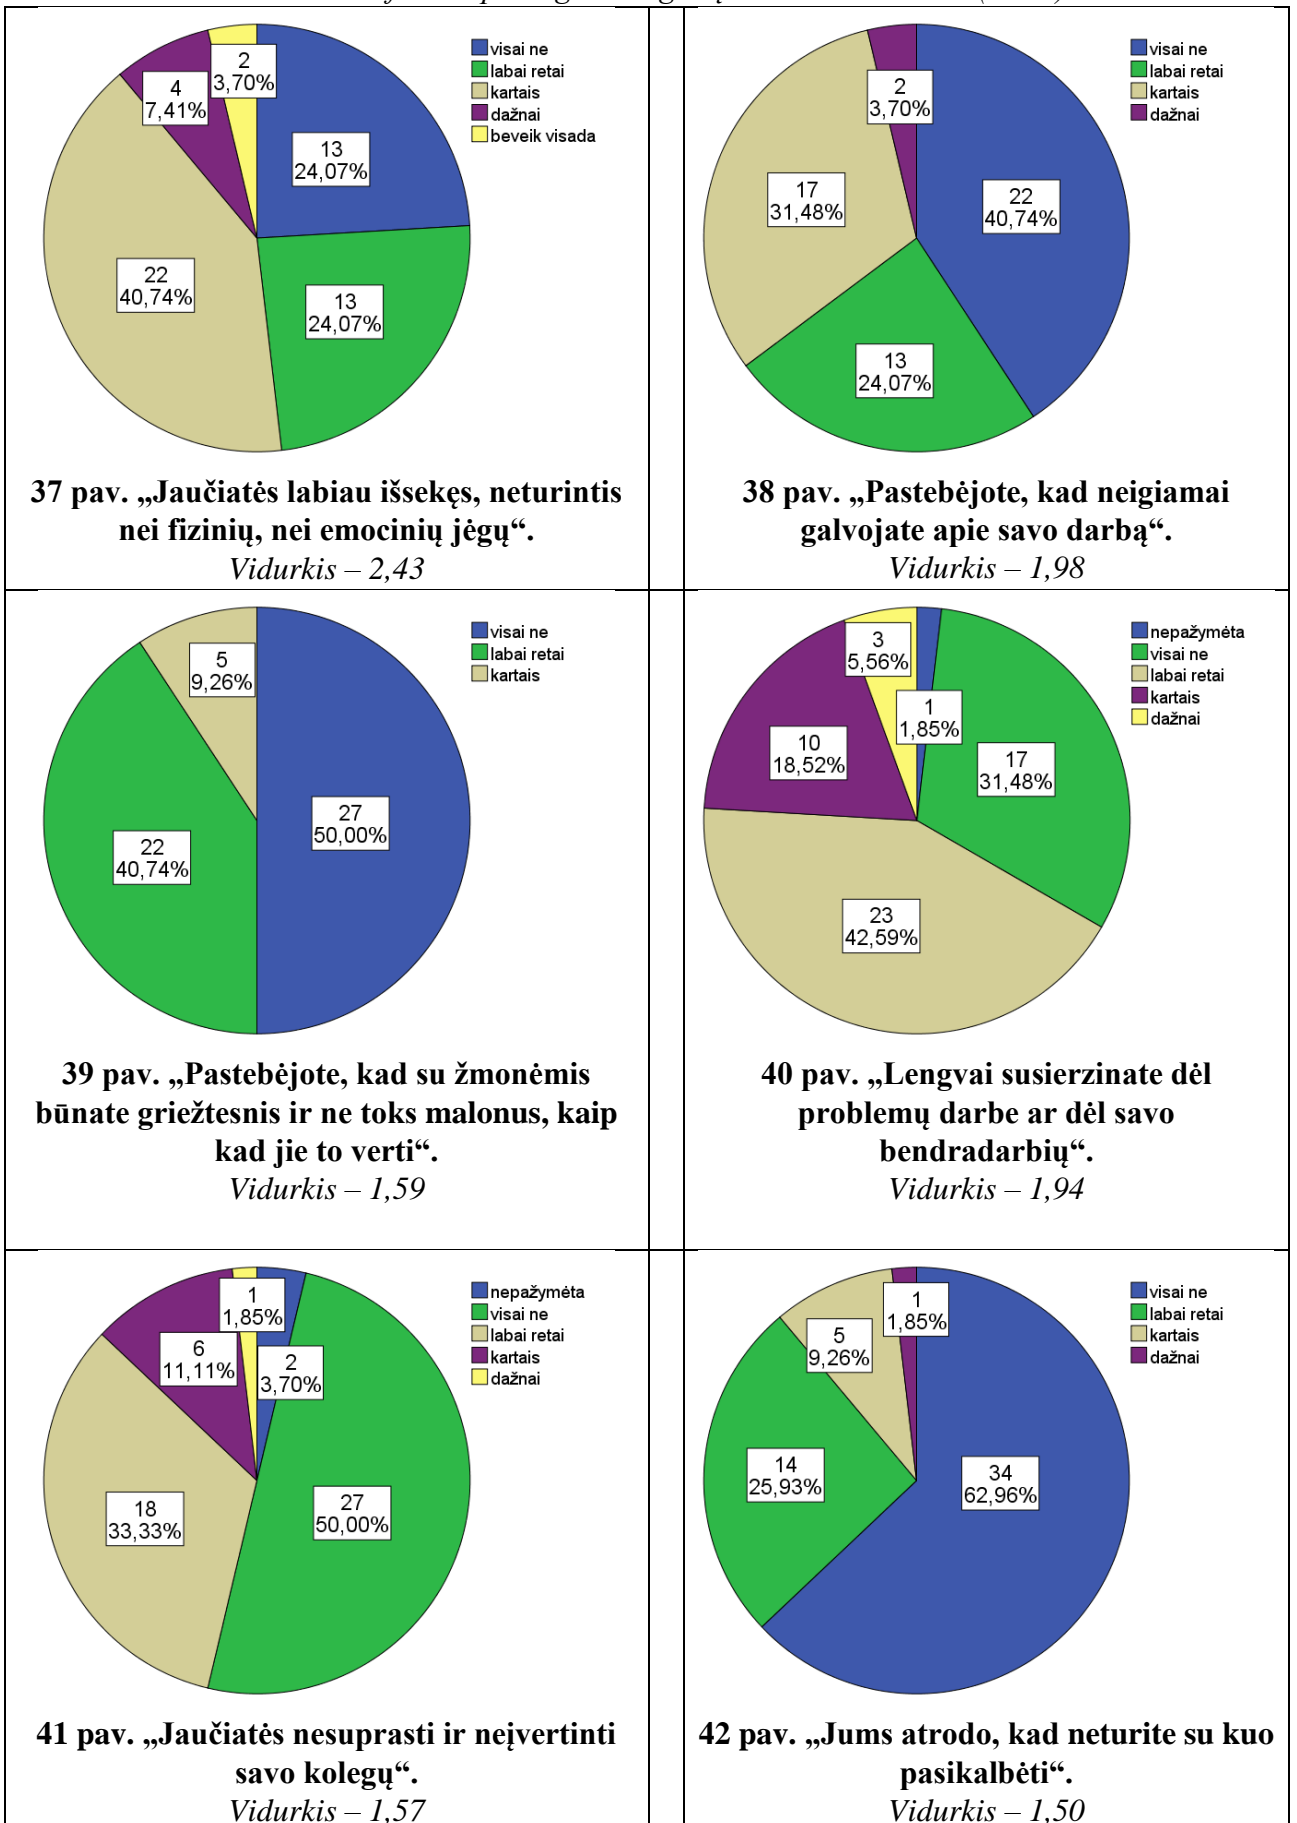 4
7,41%
2
3,70%
13
24,07%
22
40,74%
13
24,07%
visai ne
labai retai
kartais
dažnai
beveik visada
37 pav. „Jaučiatės labiau išsekęs, neturintis
nei fizinių, nei emocinių jėgų“.
Vidurkis – 2,43
2
3,70%
17
31,48%
22
40,74%
13
24,07%
visai ne
labai retai
kartais
dažnai
38 pav. „Pastebėjote, kad neigiamai
galvojate apie savo darbą“.
Vidurkis – 1,98
5
9,26%
27
50,00%
22
40,74%
visai ne
labai retai
kartais
39 pav. „Pastebėjote, kad su žmonėmis
būnate griežtesnis ir ne toks malonus, kaip
kad jie to verti“.
Vidurkis – 1,59
3
5,56%
1
1,85%
10
18,52%
17
31,48%
23
42,59%
nepažymėta
visai ne
labai retai
kartais
dažnai
40 pav. „Lengvai susierzinate dėl
problemų darbe ar dėl savo
bendradarbių“.
Vidurkis – 1,94
1
1,85%
6
11,11%
2
3,70%
18
33,33%
27
50,00%
nepažymėta
visai ne
labai retai
kartais
dažnai
41 pav. „Jaučiatės nesuprasti ir neįvertinti
savo kolegų“.
Vidurkis – 1,57
1
1,85%
5
9,26%
14
25,93%
34
62,96%
visai ne
labai retai
kartais
dažnai
42 pav. „Jums atrodo, kad neturite su kuo
pasikalbėti“.
Vidurkis – 1,50